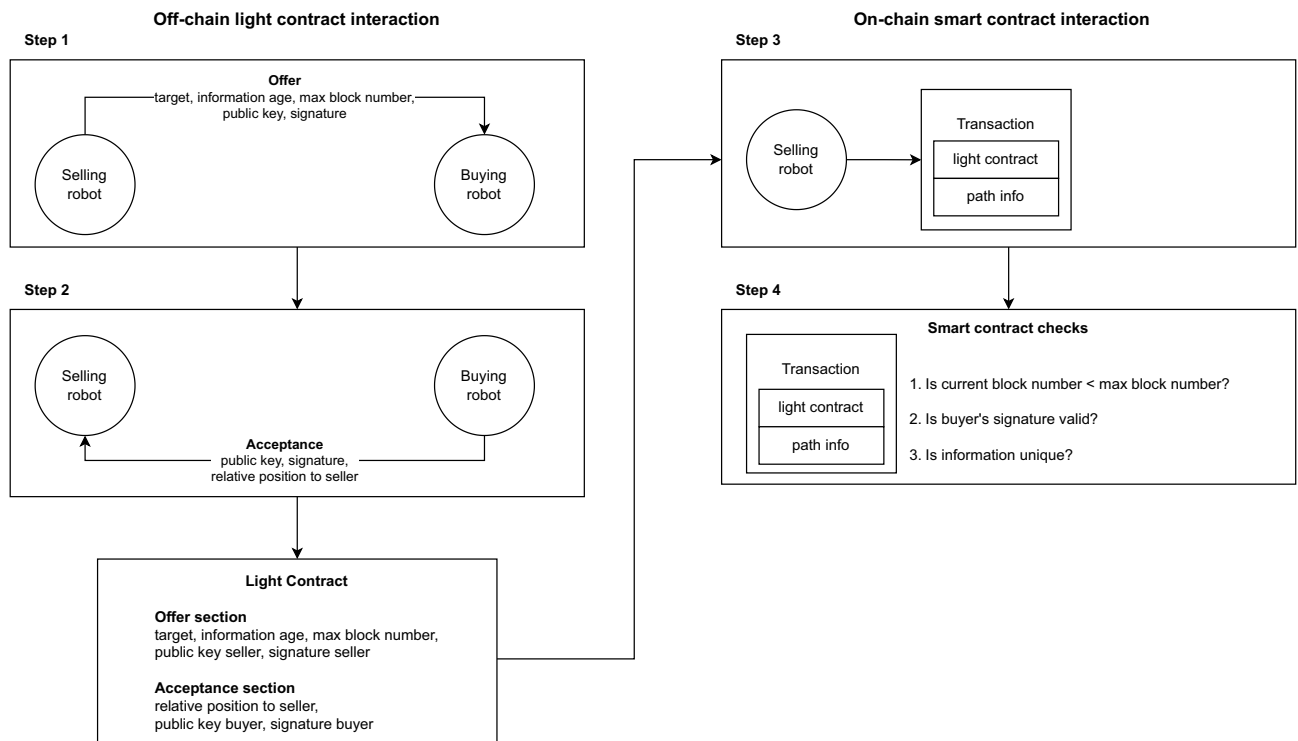 Off-chain light contract interaction
Step 1
Offer
target, information age, max block number,
public key, signature
Selling
robot
Buying
robot
Step 2
Selling
robot
Buying
robot
Acceptance
public key, signature,
relative position to seller
Light Contract
Offer section
target, information age, max block number,
public key seller, signature seller
Acceptance section
relative position to seller,
public key buyer, signature buyer
On-chain smart contract interaction
Step 3
Selling
robot
Transaction
light contract
path info
Step 4
Smart contract checks
Transaction
light contract
path info
1. Is current block number < max block number?
2. Is buyer's signature valid?
3. Is information unique?